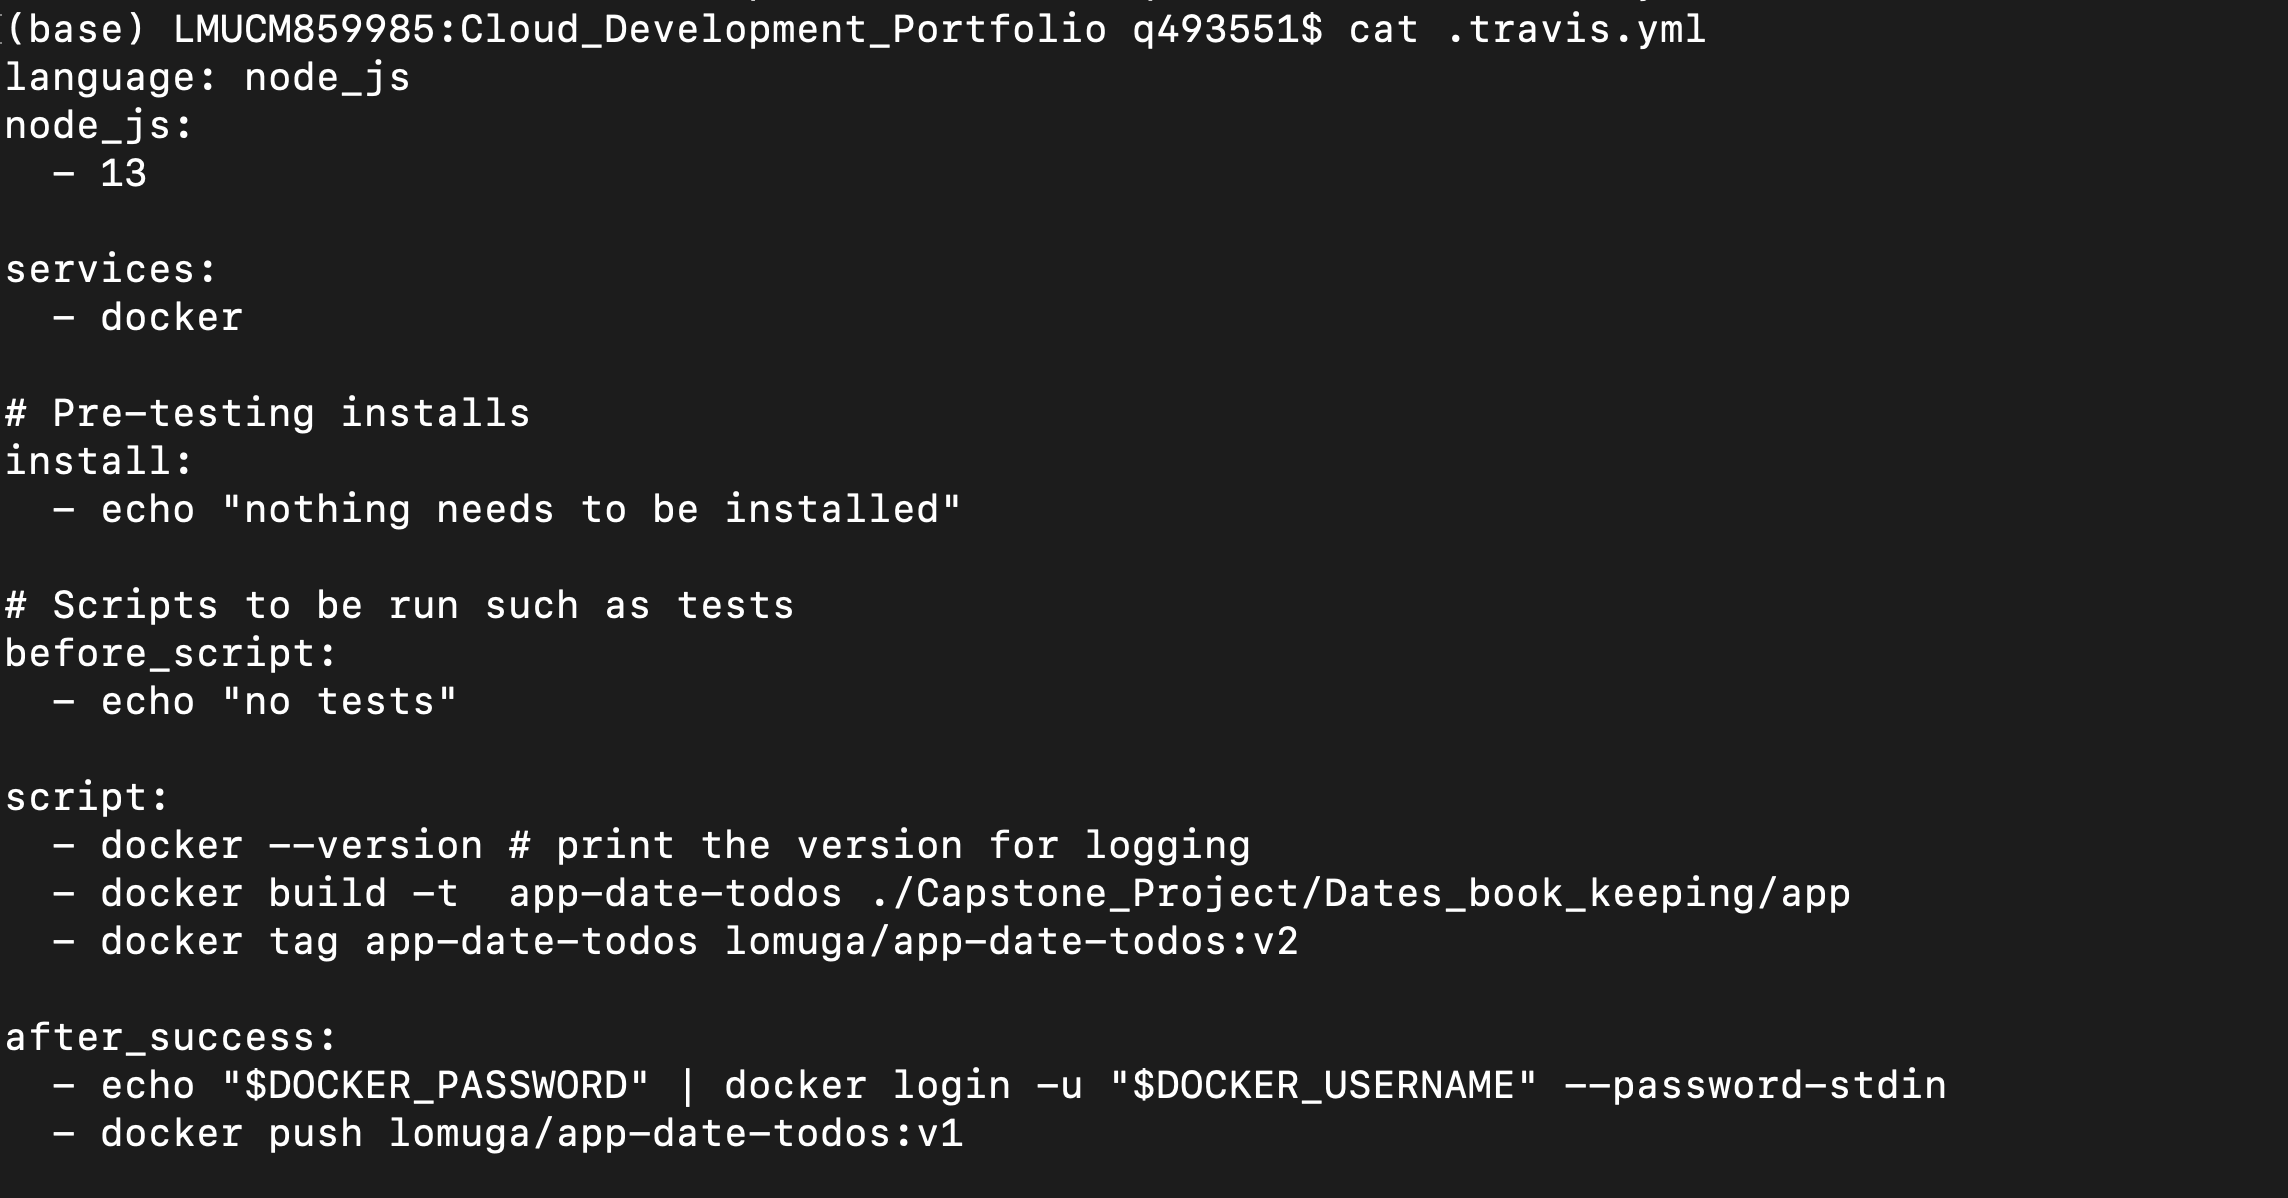 (base) LMUCM859985:Cloud_Development_Portfolio q493551$ cat .travis.yml
language: node_js
node_js:
  - 13

services:
  - docker

# Pre-testing installs
install:
  - echo "nothing needs to be installed"

# Scripts to be run such as tests
before_script:
  - echo "no tests"

script:
  - docker --version # print the version for logging
  - docker build -t  app-date-todos ./Capstone_Project/Dates_book_keeping/app
  - docker tag app-date-todos lomuga/app-date-todos:v2

after_success:
  - echo "$DOCKER_PASSWORD" | docker login -u "$DOCKER_USERNAME" --password-stdin
  - docker push lomuga/app-date-todos:v1